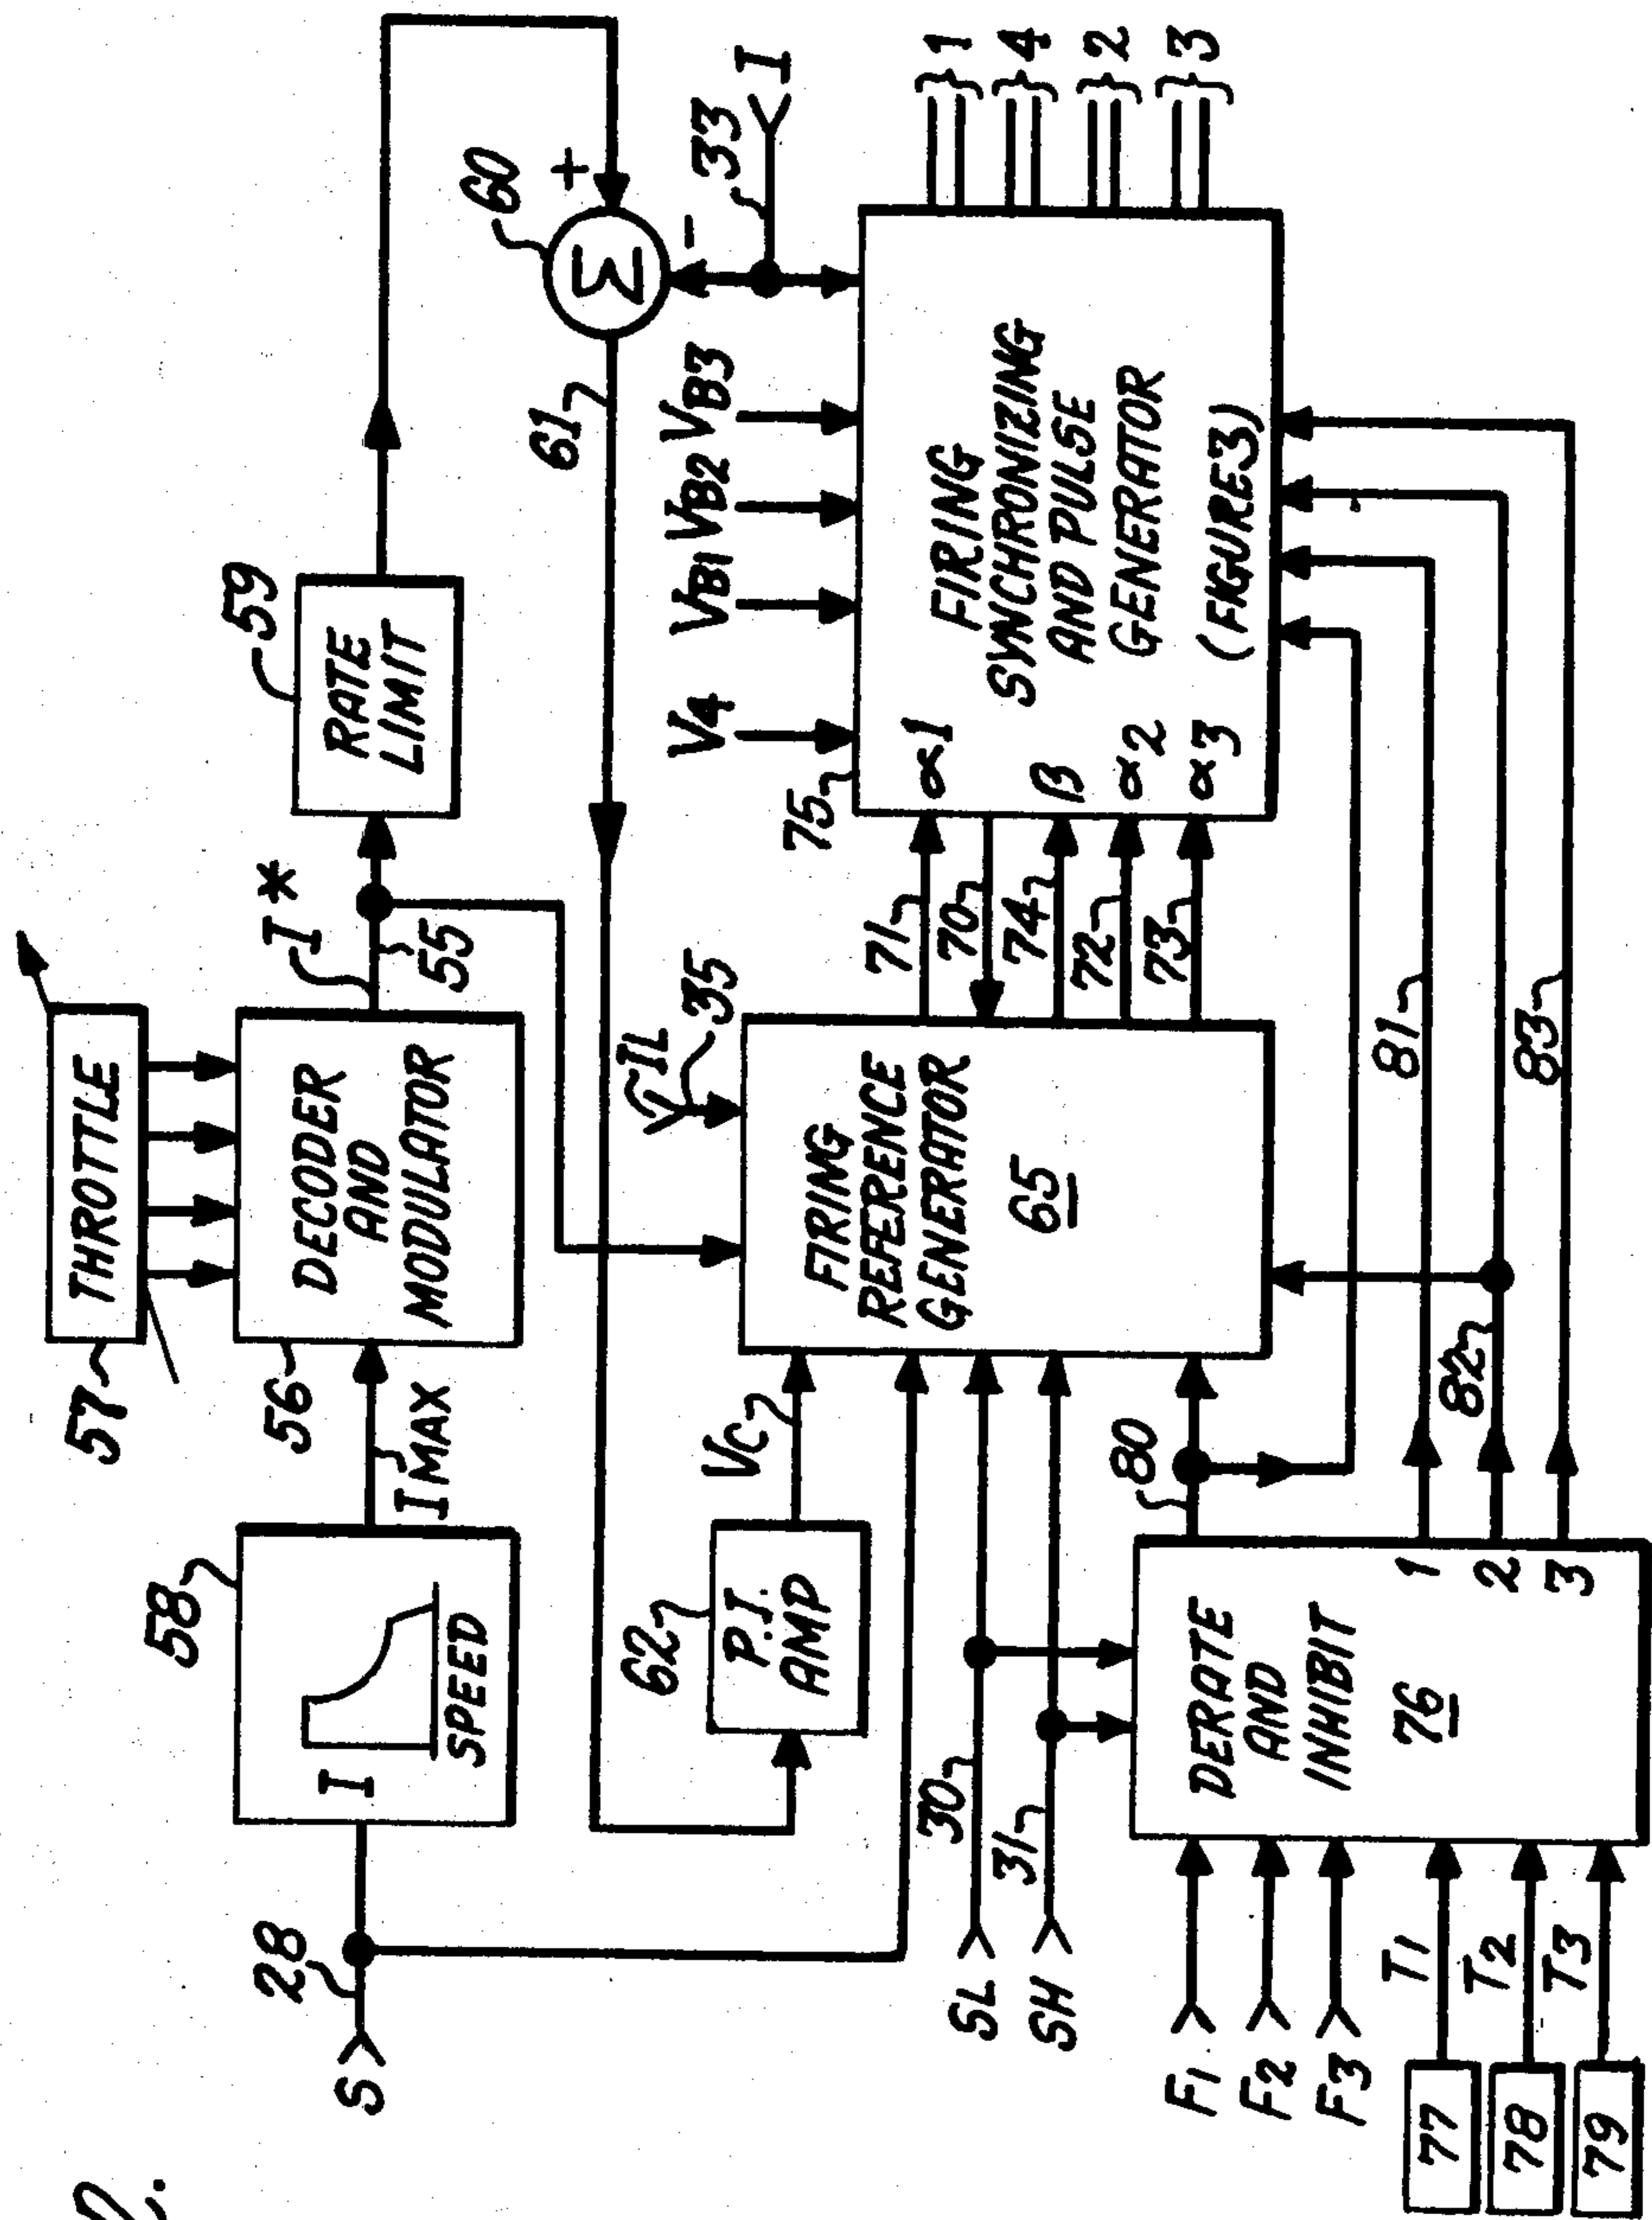 57
THROTTLE
58
I
SPEED
IMAX
56
DECODER
AND
MODULATOR
I*
55
59
RATE
LIMIT
28
S
60
+
Σ
-
33
I
61
62
P.I.
AMP
VC
IL
35
FIRING
REFERENCE
GENERATOR
65
V4
VB1
VB2
VB3
75
α1
β
α2
α3
FIRING
SYNCHRONIZING
AND PULSE
GENERATOR
(FIGURE 3)
1
4
2
3
71
70
74
72
73
SL
30
SH
31
F1
F2
F3
77
T1
78
T2
79
T3
DERATE
AND
INHIBIT
76
1
2
3
80
81
82
83
2.